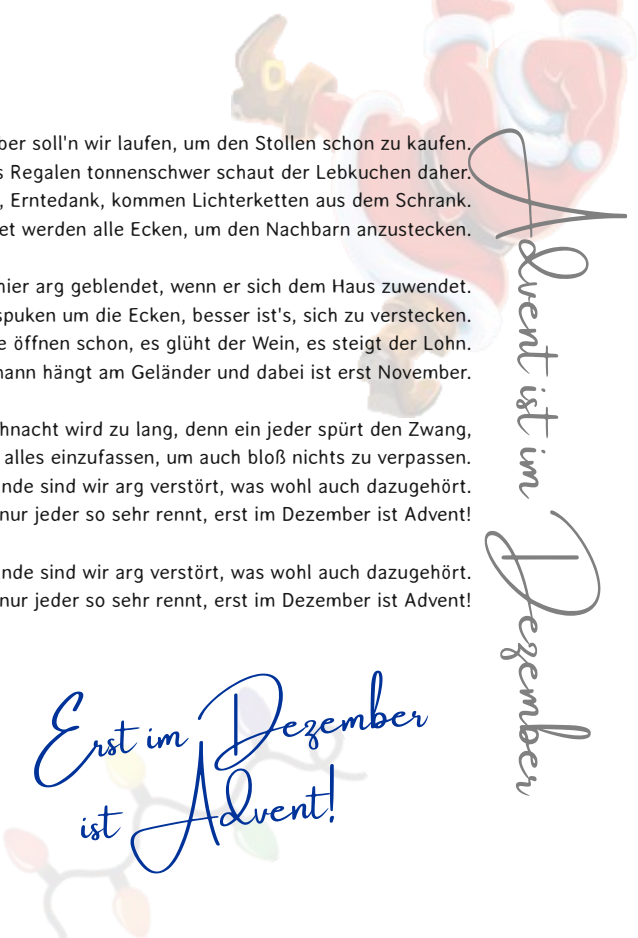 ber soll'n wir laufen, um den Stollen schon zu kaufen.
s Regalen tonnenschwer schaut der Lebkuchen daher.
, Erntedank, kommen Lichterketten aus dem Schrank.
et werden alle Ecken, um den Nachbarn anzustecken.
hier arg geblendet, wenn er sich dem Haus zuwendet.
spuken um die Ecken, besser ist's, sich zu verstecken.
e öffnen schon, es glüht der Wein, es steigt der Lohn.
mann hängt am Geländer und dabei ist erst November.
hnacht wird zu lang, denn ein jeder spürt den Zwang,
alles einzufassen, um auch bloß nichts zu verpassen.
nde sind wir arg verstört, was wohl auch dazugehört.
nur jeder so sehr rennt, erst im Dezember ist Advent!
nde sind wir arg verstört, was wohl auch dazugehört.
nur jeder so sehr rennt, erst im Dezember ist Advent!
Advent ist im Dezember
Erst im Dezember
ist Advent!